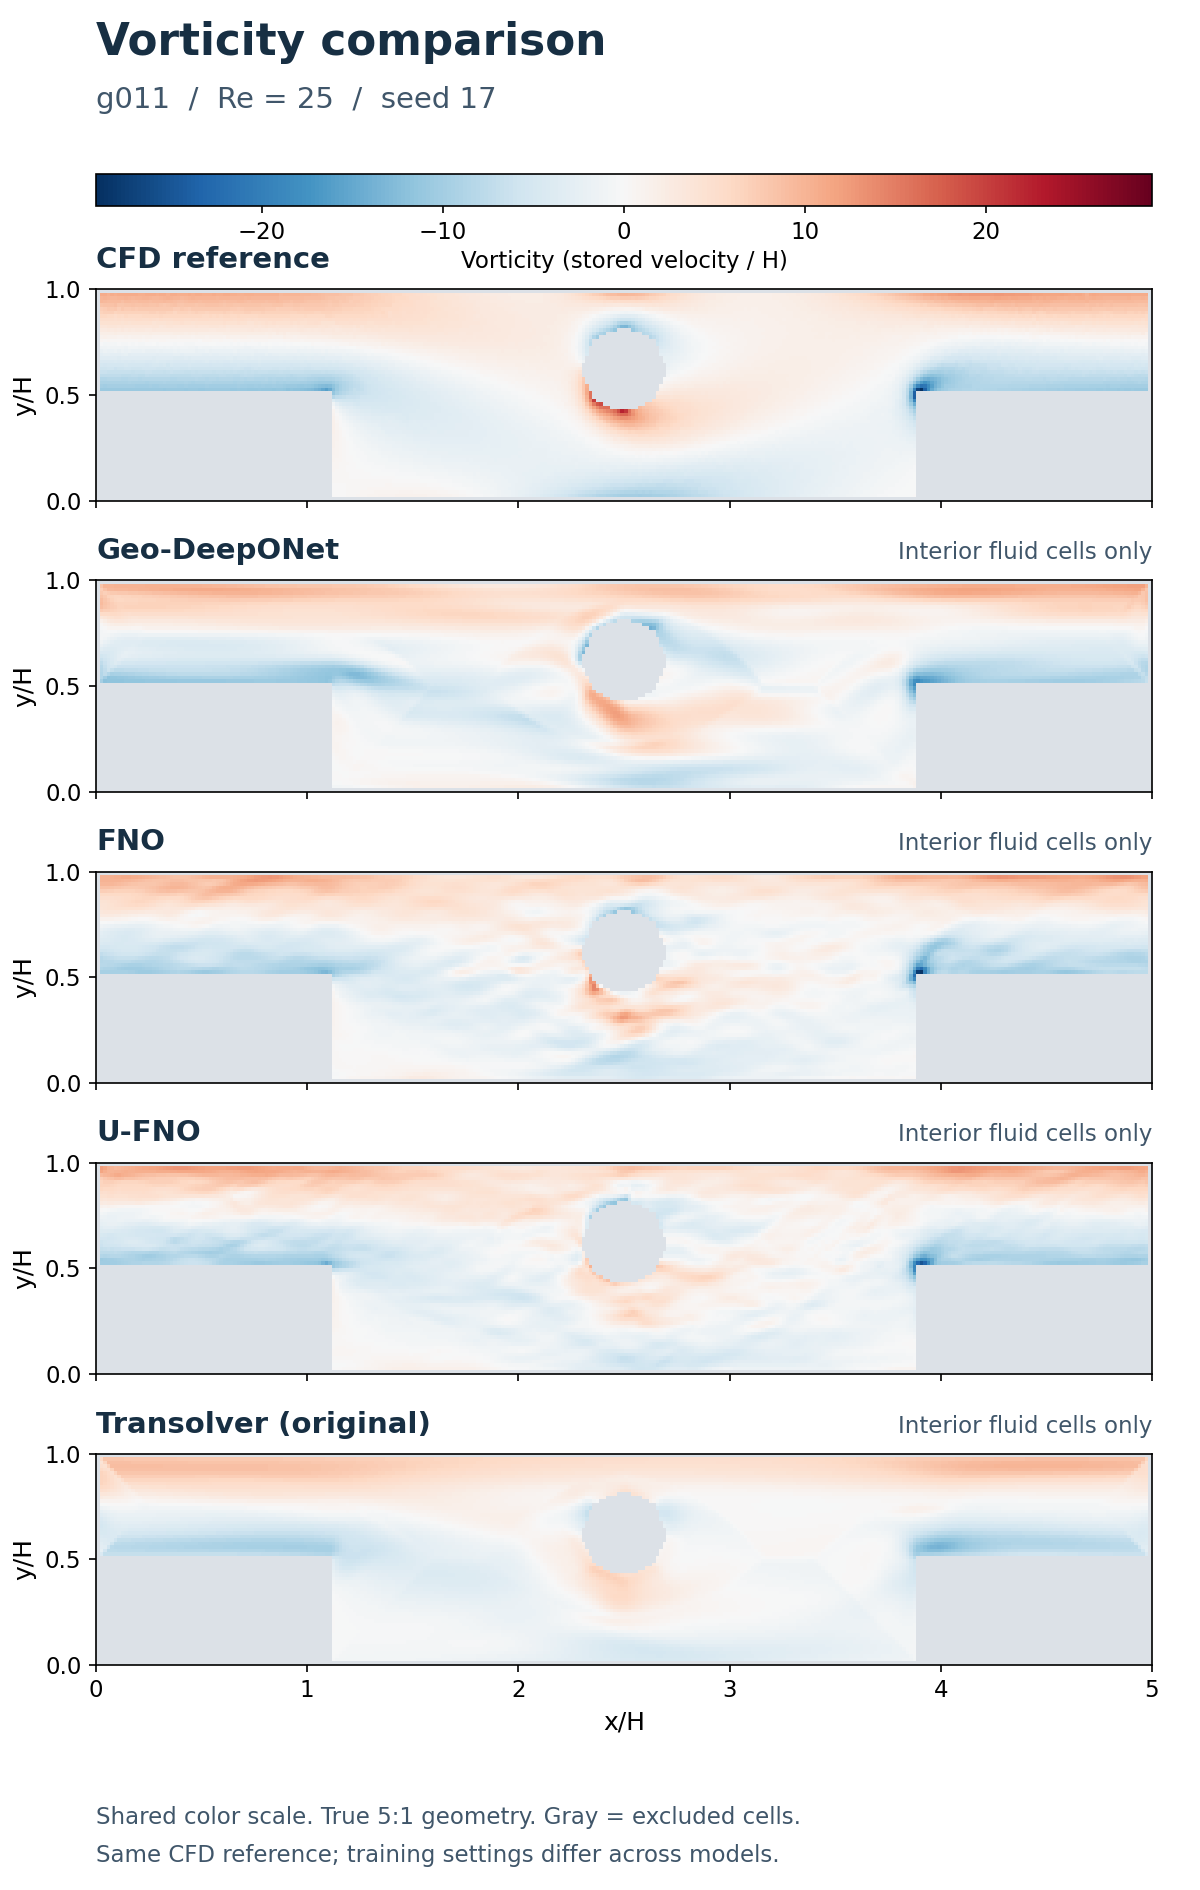 Vorticity comparison
g011 / Re = 25 / seed 17
−20 −10 0 10 20
Vorticity (stored velocity / H)
CFD reference
1.0
0.5
0.0
y/H
Geo-DeepONet
Interior fluid cells only
1.0
0.5
0.0
y/H
FNO
Interior fluid cells only
1.0
0.5
0.0
y/H
U-FNO
Interior fluid cells only
1.0
0.5
0.0
y/H
Transolver (original)
Interior fluid cells only
1.0
0.5
0.0
y/H
0 1 2 3 4 5
x/H
Shared color scale. True 5:1 geometry. Gray = excluded cells.
Same CFD reference; training settings differ across models.